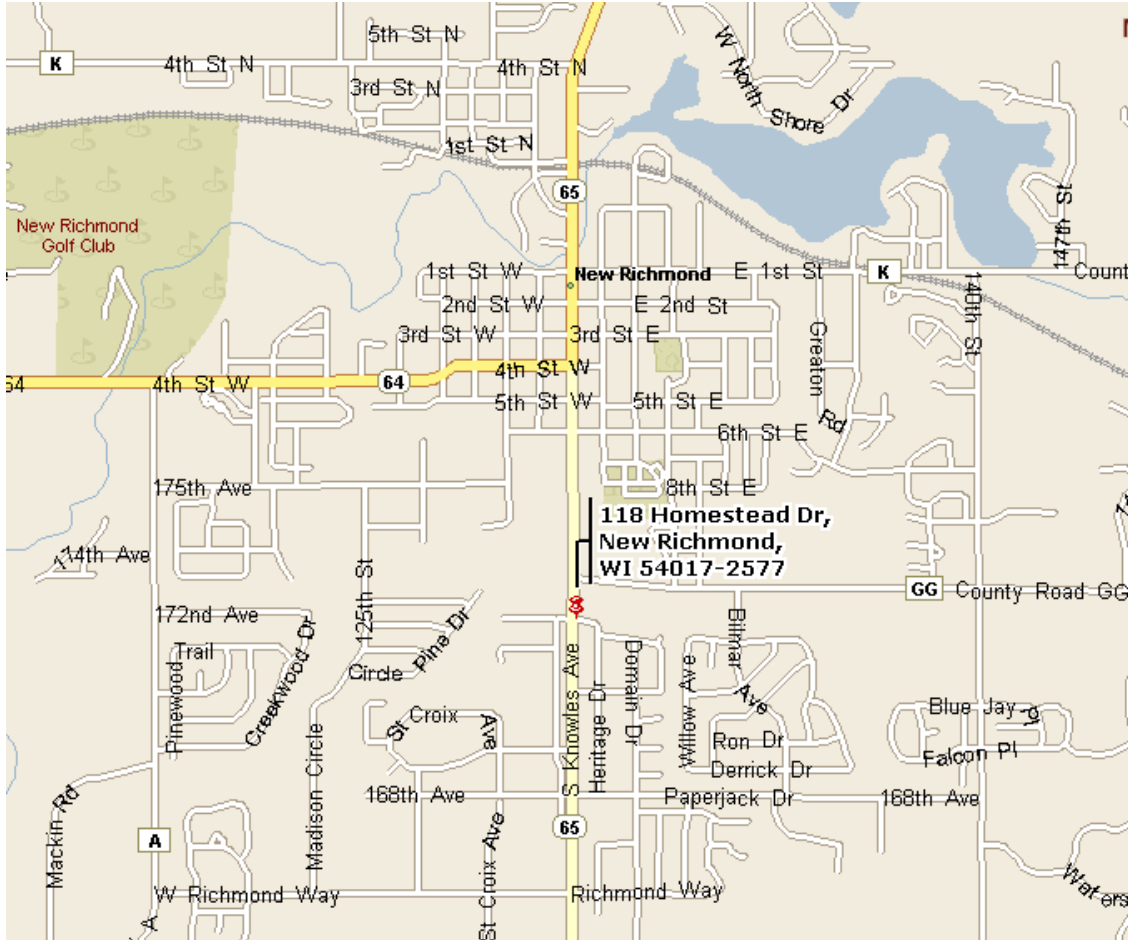 5th St N
K
4th St N
4th St N
3rd St N
W North Shore Dr
1st St N
65
New Richmond
Golf Club
147th St
1st St W
New Richmond
E 1st St
K
Count
2nd St W
E 2nd St
140th St
3rd St W
3rd St E
Greaton Rd
64
4th St W
64
4th St W
5th St W
5th St E
6th St E
175th Ave
8th St E
118 Homestead Dr,
New Richmond,
WI 54017-2577
174th Ave
125th St
GG
County Road GG
172nd Ave
Pine Dr
Bilmar Ave
Trail
Creekwood Dr
Circle
Domain Dr
Pinewood
St Croix Ave
S Knowles Ave
Heritage Dr
Willow Ave
Blue Jay Pl
Ron Dr
Falcon Pl
Derrick Dr
Madison Circle
168th Ave
Paperjack Dr
168th Ave
Mackin Rd
A
65
St Croix Ave
W Richmond Way
Richmond Way
Waters
A